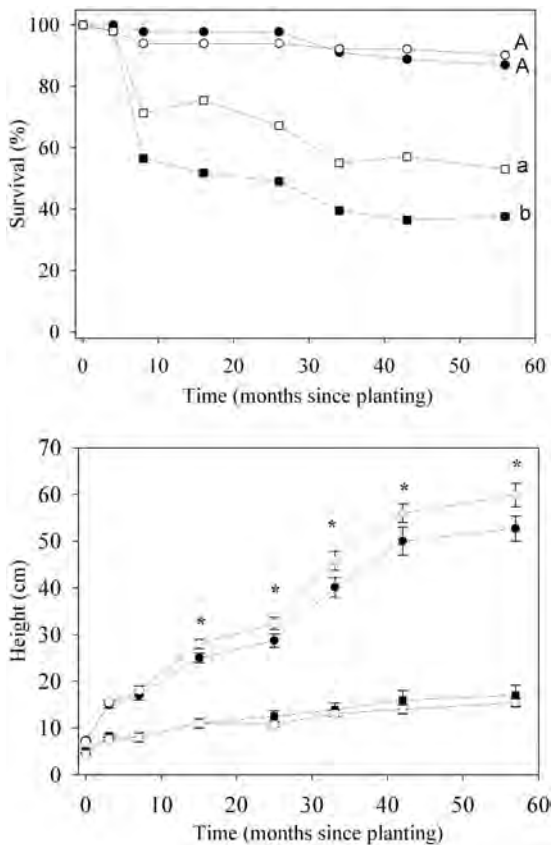 100
80
60
40
20
0
Survival (%)
A
A
a
b
0 10 20 30 40 50 60
Time (months since planting)
70
60
50
40
30
20
10
0
Height (cm)
* * * * *
0 10 20 30 40 50 60
Time (months since planting)